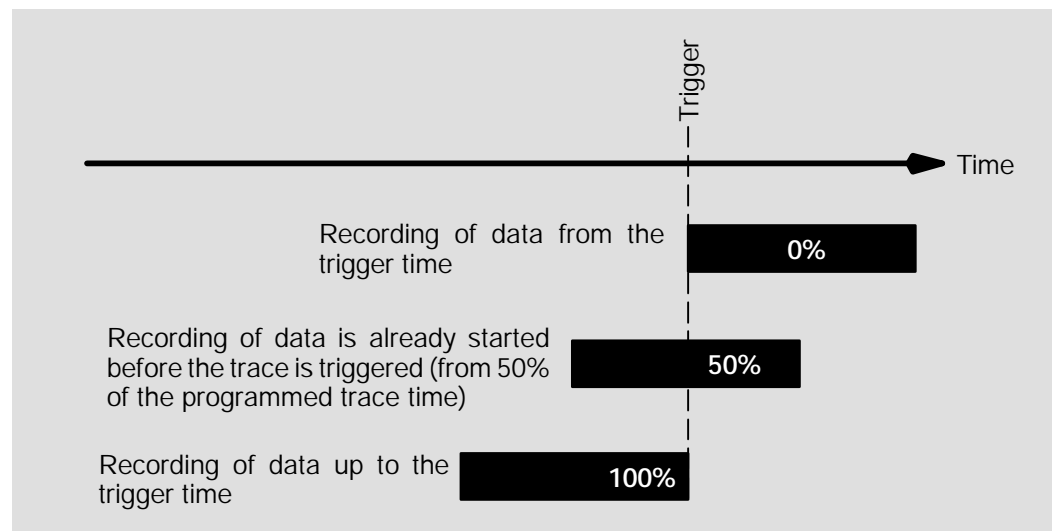 Trigger
Time
Recording of data from the
trigger time
0%
Recording of data is already started
before the trace is triggered (from 50%
of the programmed trace time)
50%
Recording of data up to the
trigger time
100%